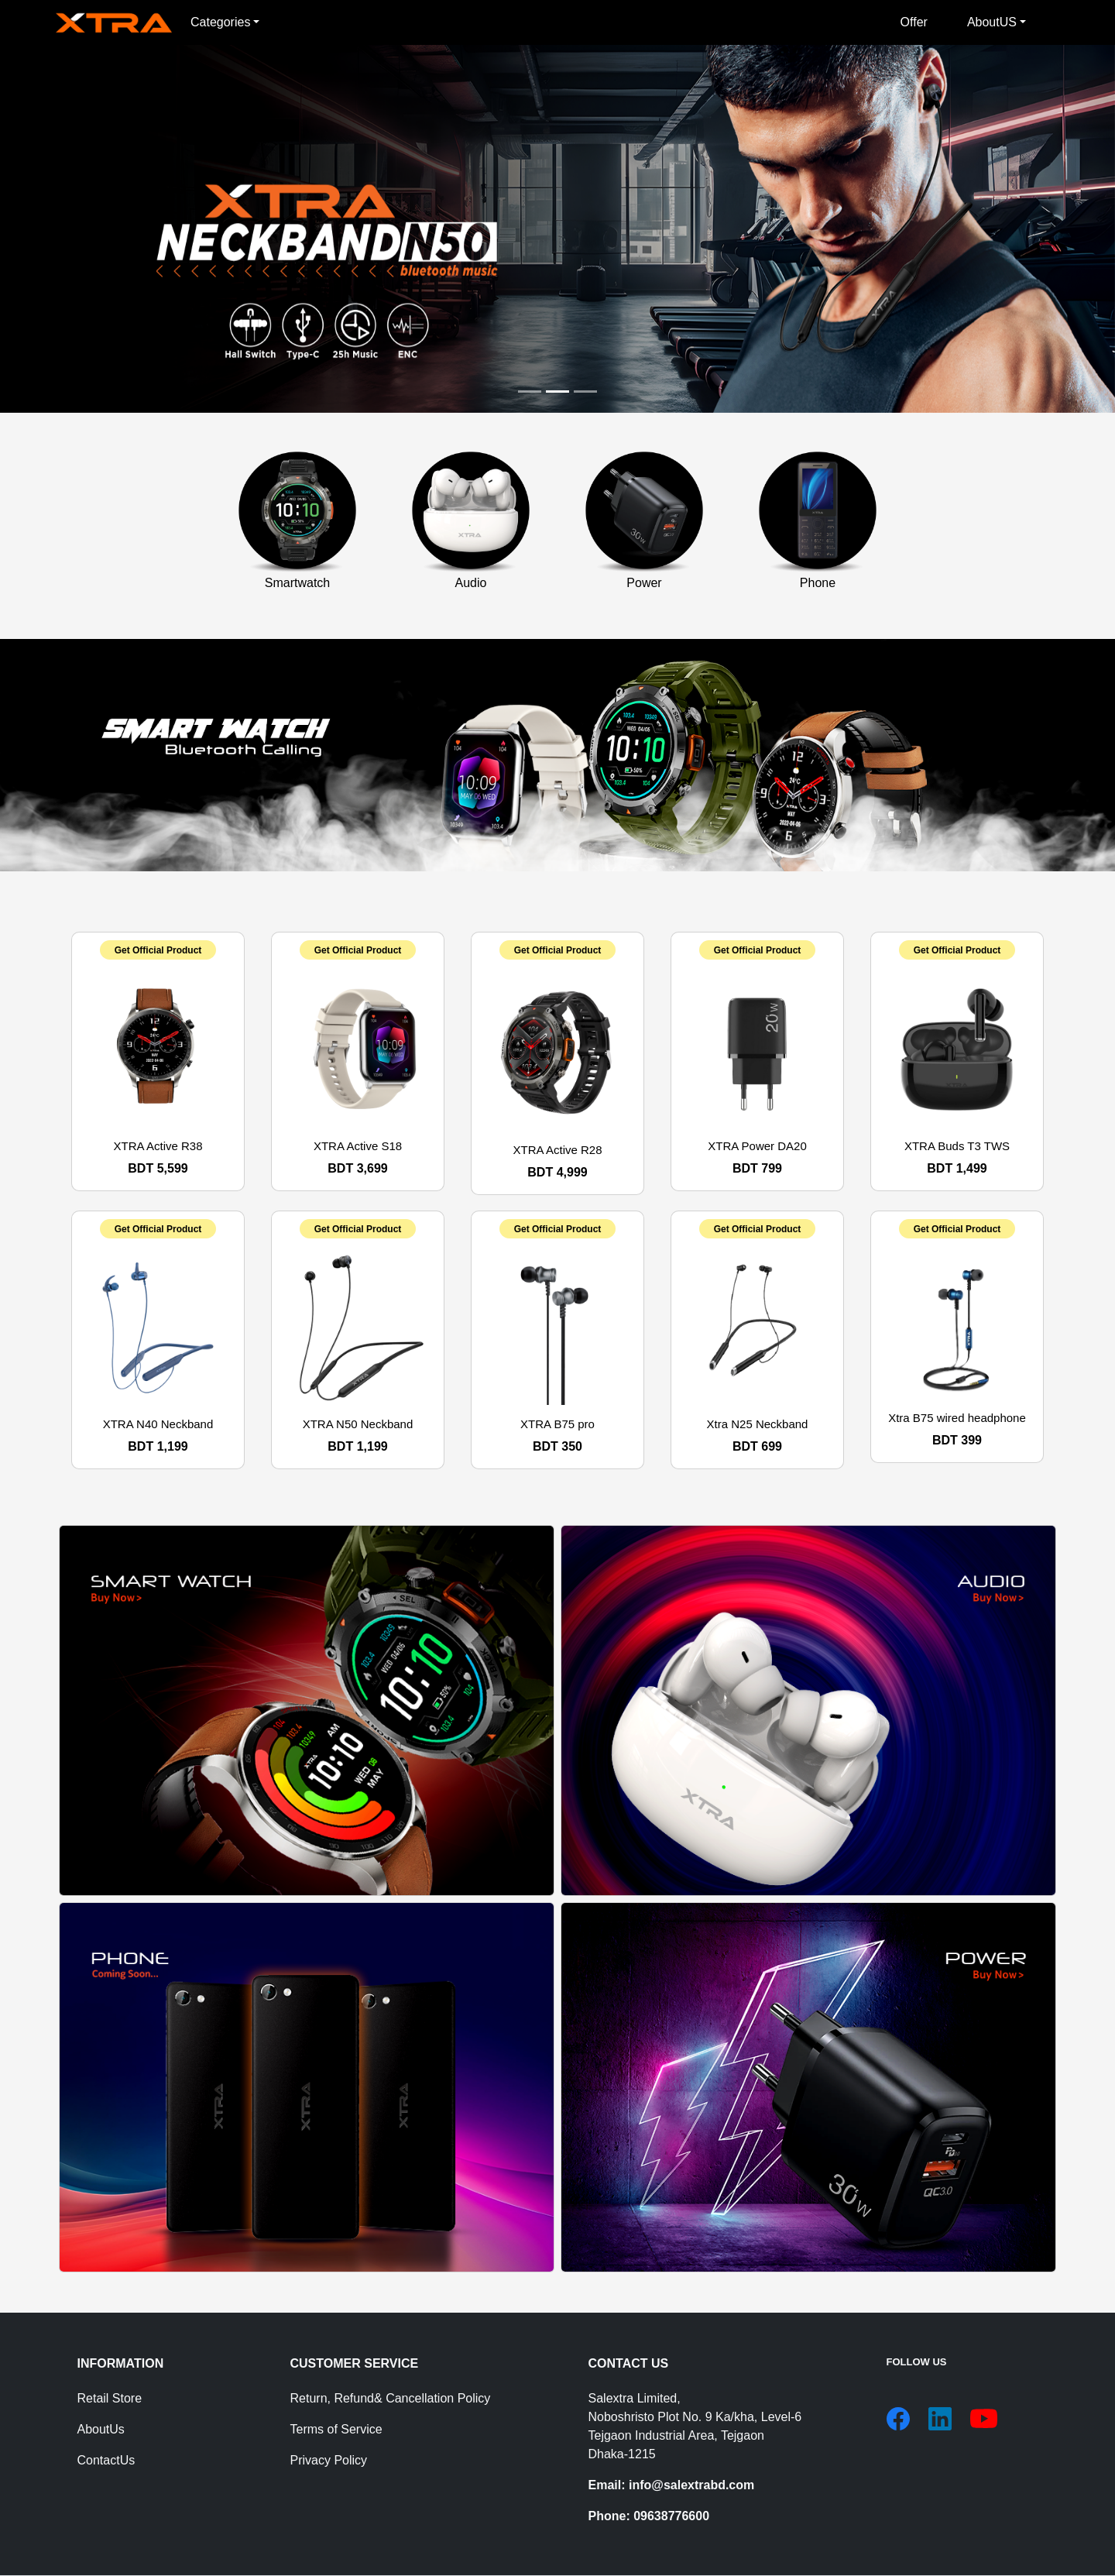 XTRA
Categories
Offer
AboutUS
XTRA
NECKBAND N50
bluetooth music
Hall Switch
Type-C
25h Music
ENC
Smartwatch
Audio
Power
Phone
SMART WATCH
Bluetooth Calling
Get Official Product
Get Official Product
Get Official Product
Get Official Product
Get Official Product
XTRA Active R38
BDT 5,599
XTRA Active S18
BDT 3,699
XTRA Active R28
BDT 4,999
XTRA Power DA20
BDT 799
XTRA Buds T3 TWS
BDT 1,499
Get Official Product
Get Official Product
Get Official Product
Get Official Product
Get Official Product
XTRA N40 Neckband
BDT 1,199
XTRA N50 Neckband
BDT 1,199
XTRA B75 pro
BDT 350
Xtra N25 Neckband
BDT 699
Xtra B75 wired headphone
BDT 399
SMART WATCH
Buy Now >
AUDIO
Buy Now >
XTRA
PHONE
Coming Soon...
XTRA
XTRA
XTRA
POWER
Buy Now >
30W
QC3.0
INFORMATION
Retail Store
AboutUs
ContactUs
CUSTOMER SERVICE
Return, Refund& Cancellation Policy
Terms of Service
Privacy Policy
CONTACT US
Salextra Limited,
Noboshristo Plot No. 9 Ka/kha, Level-6
Tejgaon Industrial Area, Tejgaon
Dhaka-1215
Email: info@salextrabd.com
Phone: 09638776600
FOLLOW US